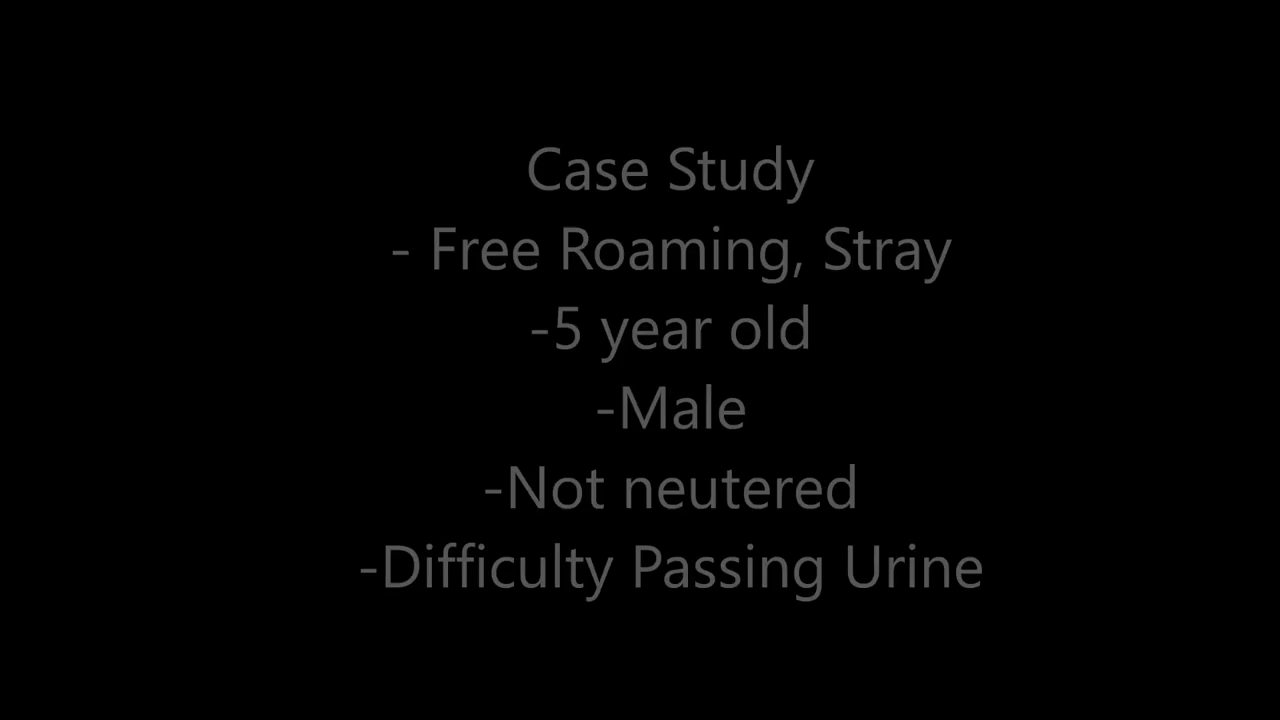 Case Study
- Free Roaming, Stray
-5 year old
-Male
-Not neutered
-Difficulty Passing Urine